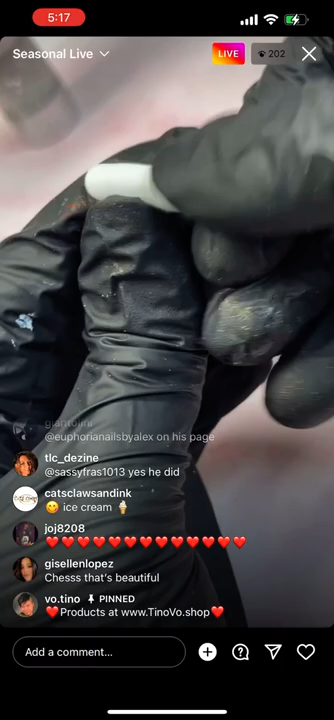 5:17
Seasonal Live
LIVE
202
giantolini
@euphorianailsbyalex on his page
tlc_dezine
@sassyfras1013 yes he did
catsclawsandink
😋 ice cream 🍦
joj8208
❤️❤️❤️❤️❤️❤️❤️❤️❤️❤️❤️❤️❤️
gisellenlopez
Chesss that's beautiful
vo.tino PINNED
❤️Products at www.TinoVo.shop❤️
Add a comment...